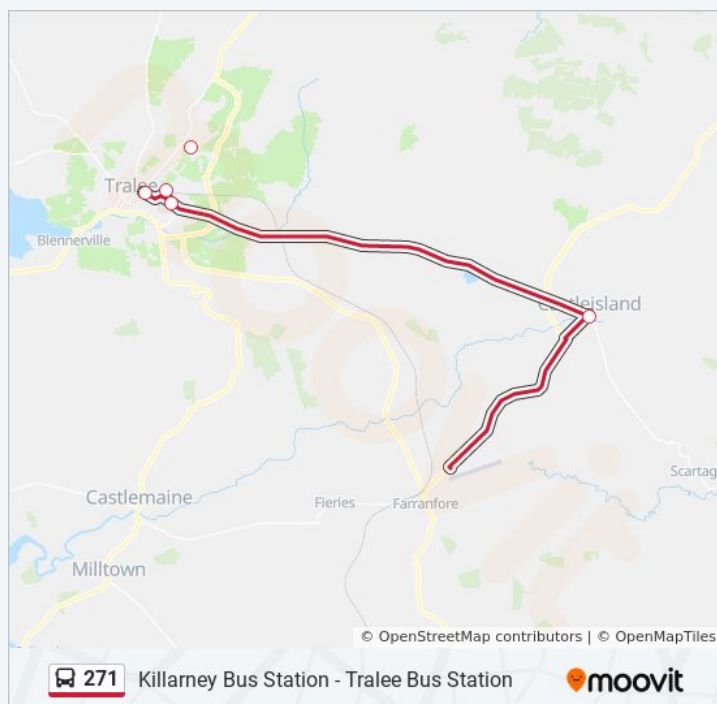 Tralee
Blennerville
Castleisland
Scartag
Castlemaine
Fieries
Farranfore
Milltown
© OpenStreetMap contributors | © OpenMapTiles
271 Killarney Bus Station - Tralee Bus Station
moovit